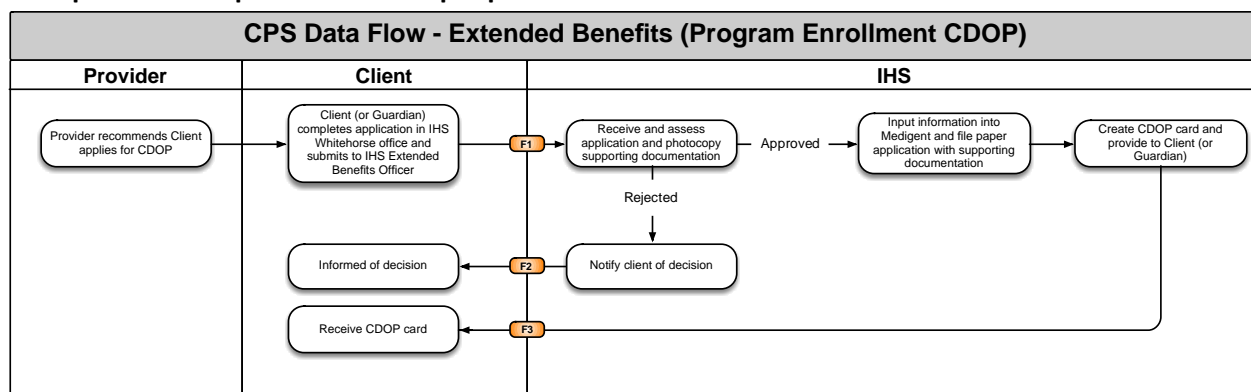 CPS Data Flow - Extended Benefits (Program Enrollment CDOP)
Provider
Client
IHS
Provider recommends Client
applies for CDOP
Client (or Guardian)
completes application in IHS
Whitehorse office and
submits to IHS Extended
Benefits Officer
F1
Receive and assess
application and photocopy
supporting documentation
Approved
Input information into
Medigent and file paper
application with supporting
documentation
Create CDOP card and
provide to Client (or
Guardian)
Rejected
Informed of decision
F2
Notify client of decision
Receive CDOP card
F3